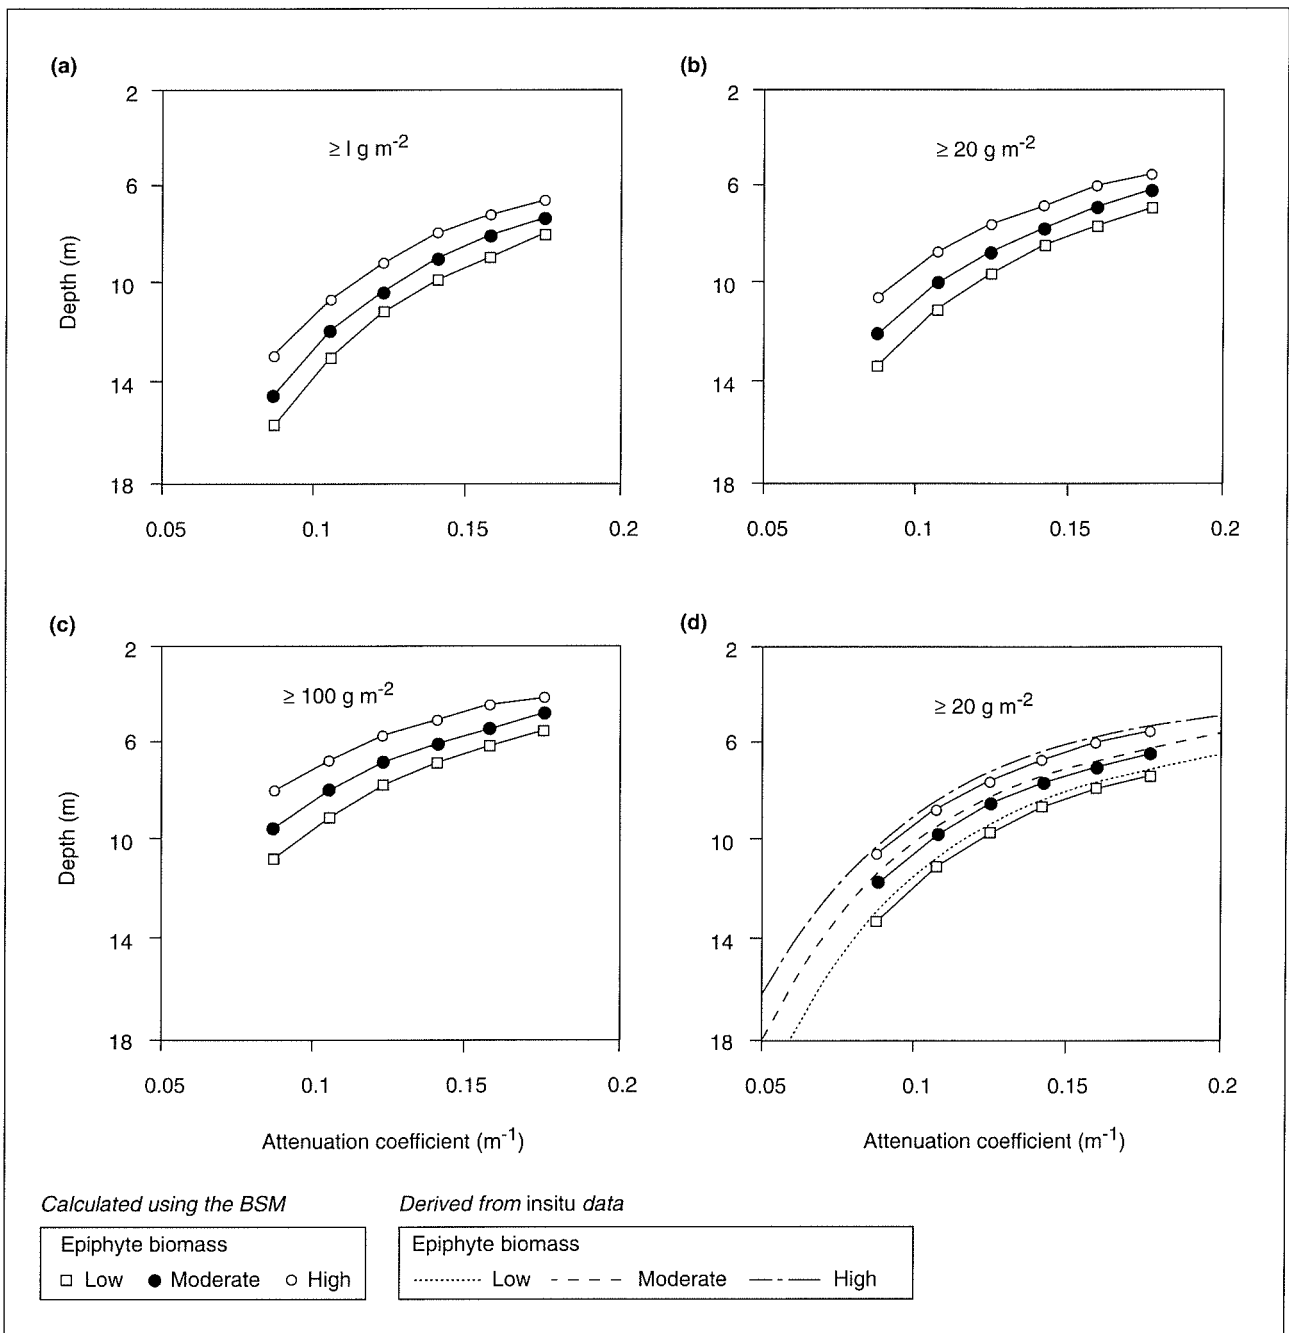 (a)
2
6
10
14
18
Depth (m)
≥ l g m-2
0.05 0.1 0.15 0.2
(b)
2
6
10
14
18
≥ 20 g m-2
0.05 0.1 0.15 0.2
(c)
2
6
10
14
18
Depth (m)
≥ 100 g m-2
0.05 0.1 0.15 0.2
Attenuation coefficient (m-1)
(d)
2
6
10
14
18
≥ 20 g m-2
0.05 0.1 0.15 0.2
Attenuation coefficient (m-1)
Calculated using the BSM
Epiphyte biomass
Low Moderate High
Derived from insitu data
Epiphyte biomass
Low Moderate High